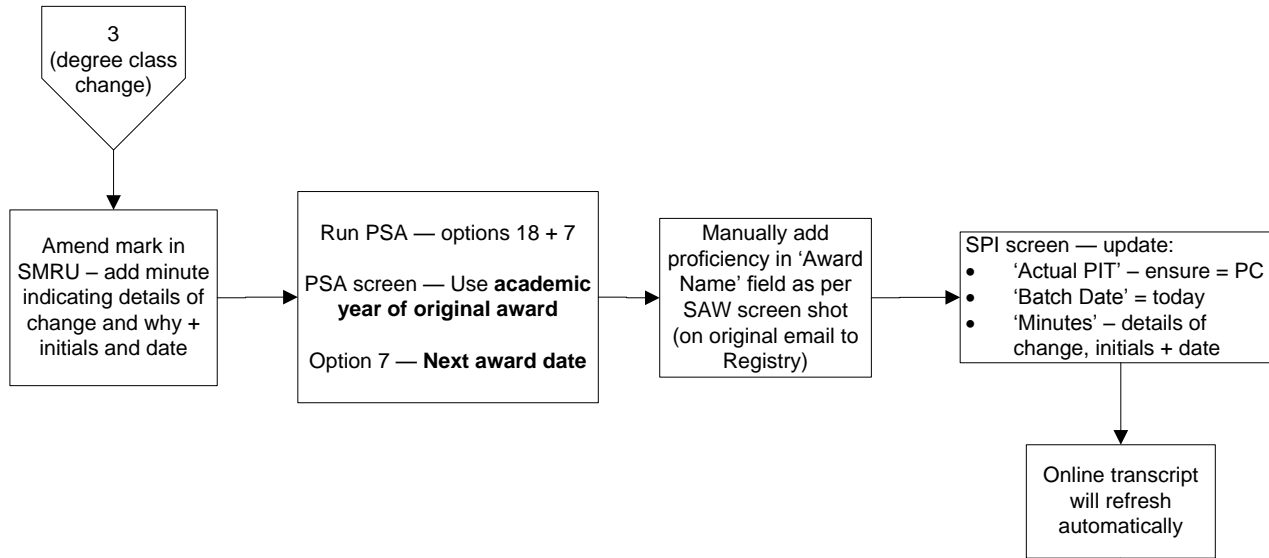 3
(degree class
change)
Amend mark in
SMRU – add minute
indicating details of
change and why +
initials and date
Run PSA — options 18 + 7
PSA screen — Use academic
year of original award
Option 7 — Next award date
Manually add
proficiency in ‘Award
Name’ field as per
SAW screen shot
(on original email to
Registry)
SPI screen — update:
• ‘Actual PIT’ – ensure = PC
• ‘Batch Date’ = today
• ‘Minutes’ – details of
change, initials + date
Online transcript
will refresh
automatically